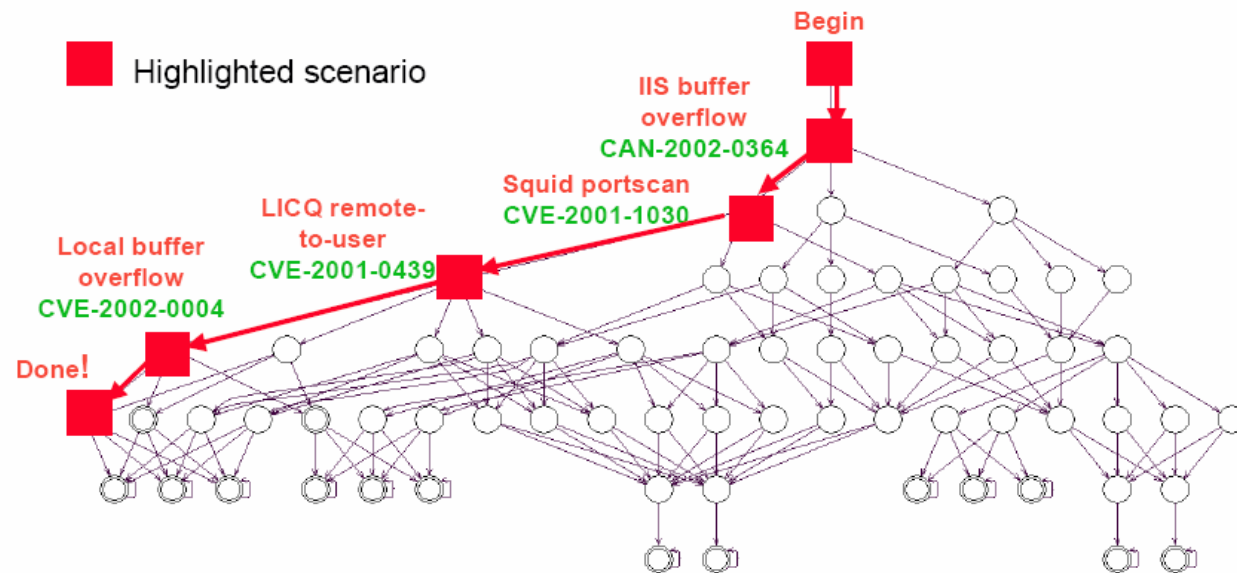 Begin
Highlighted scenario
IIS buffer
overflow
CAN-2002-0364
Squid portscan
CVE-2001-1030
LICQ remote-
to-user
CVE-2001-0439
Local buffer
overflow
CVE-2002-0004
Done!